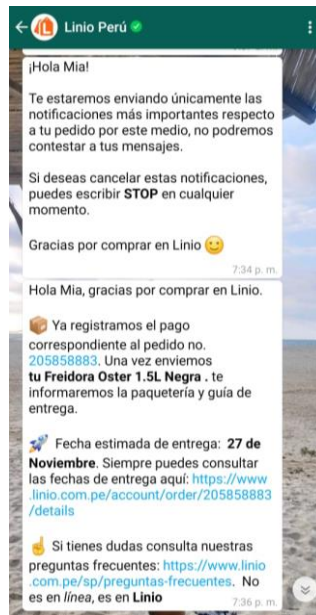 Linio Perú
¡Hola Mia!
Te estaremos enviando únicamente las
notificaciones más importantes respecto
a tu pedido por este medio, no podremos
contestar a tus mensajes.
Si deseas cancelar estas notificaciones,
puedes escribir STOP en cualquier
momento.
Gracias por comprar en Linio 🙂
7:34 p. m.
Hola Mia, gracias por comprar en Linio.
📦 Ya registramos el pago
correspondiente al pedido no.
205858883. Una vez enviemos
tu Freidora Oster 1.5L Negra . te
informaremos la paquetería y guía de
entrega.
🚀 Fecha estimada de entrega: 27 de
Noviembre. Siempre puedes consultar
las fechas de entrega aquí: https://www
.linio.com.pe/account/order/205858883
/details
☝ Si tienes dudas consulta nuestras
preguntas frecuentes: https://www.linio
.com.pe/sp/preguntas-frecuentes. No
es en línea, es en Linio
7:36 p. m.